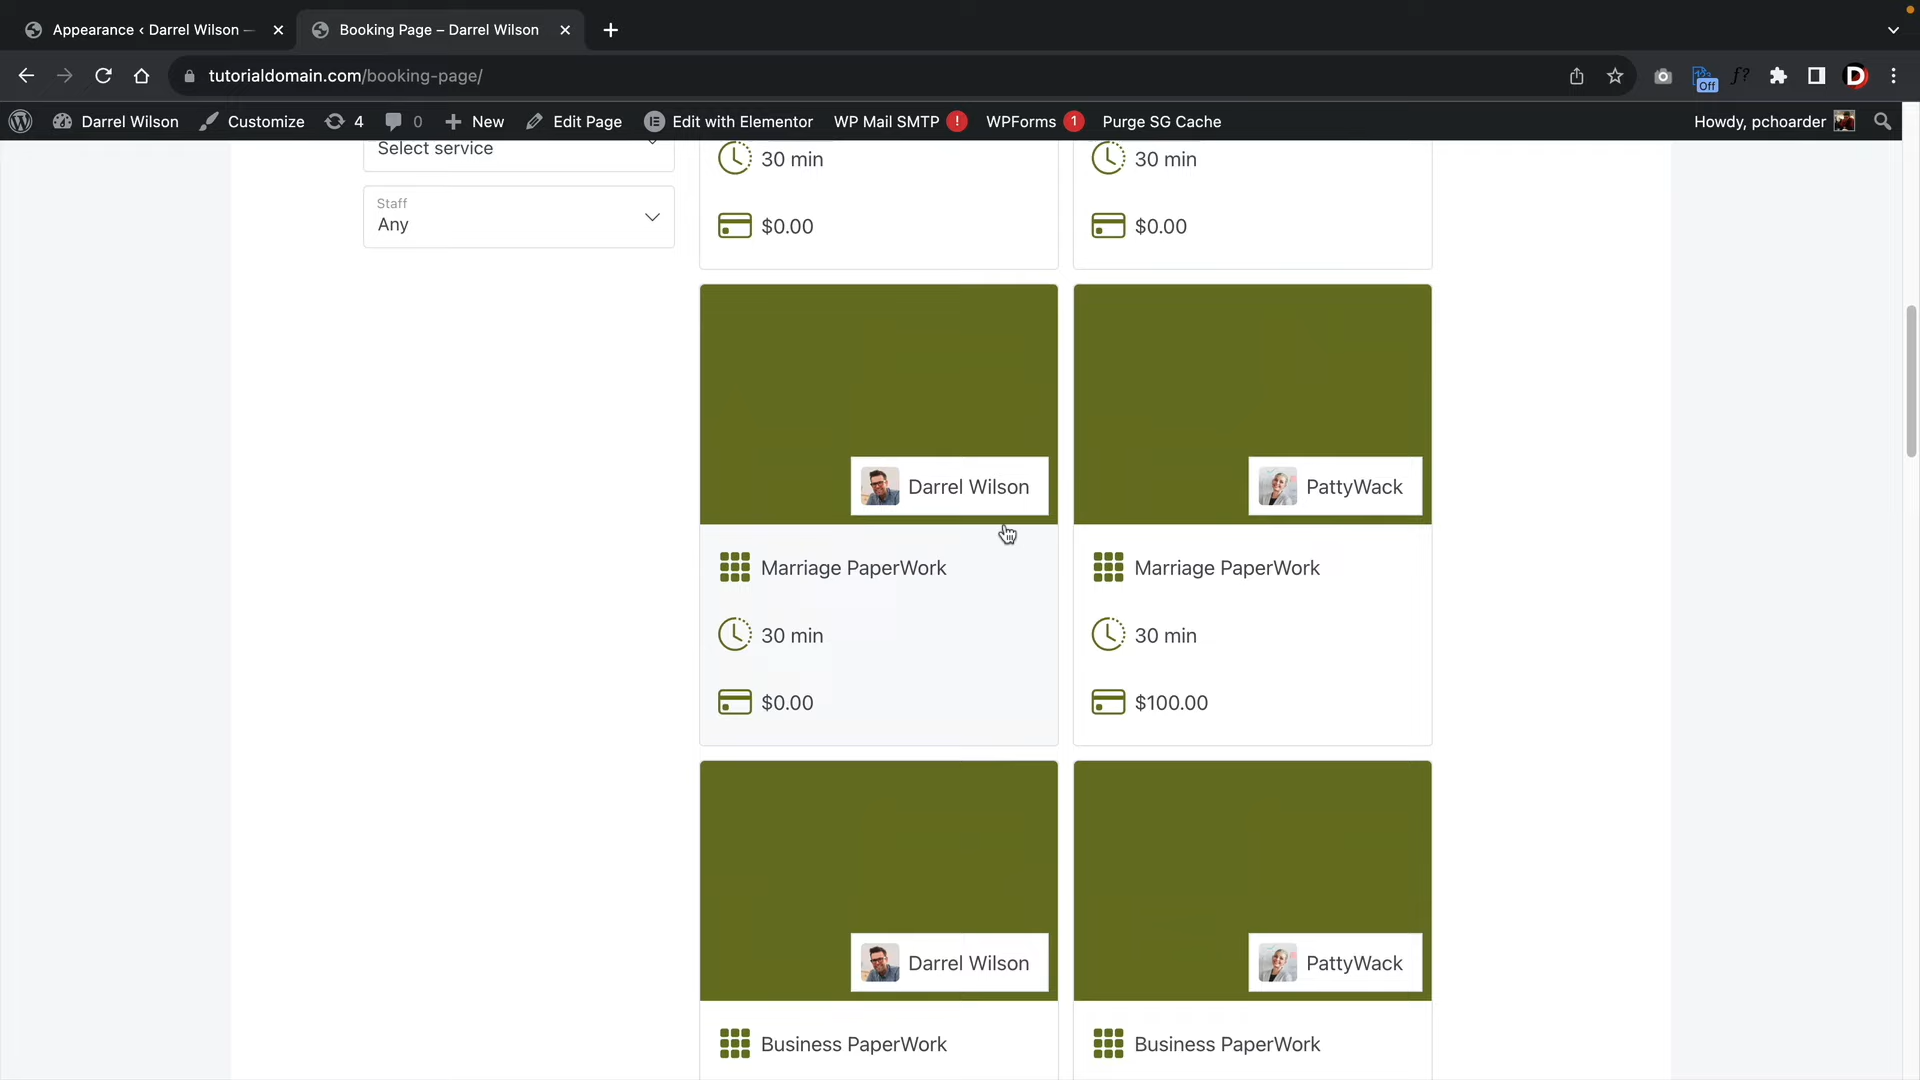 Appearance ‹ Darrel Wilson —
Booking Page – Darrel Wilson
tutorialdomain.com/booking-page/
Off
f?
D
Darrel Wilson
Customize
4
0
New
Edit Page
Edit with Elementor
WP Mail SMTP !
WPForms 1
Purge SG Cache
Howdy, pchoarder
Select service
Staff
Any
30 min
30 min
$0.00
$0.00
Darrel Wilson
PattyWack
Marriage PaperWork
Marriage PaperWork
30 min
30 min
$0.00
$100.00
Darrel Wilson
PattyWack
Business PaperWork
Business PaperWork